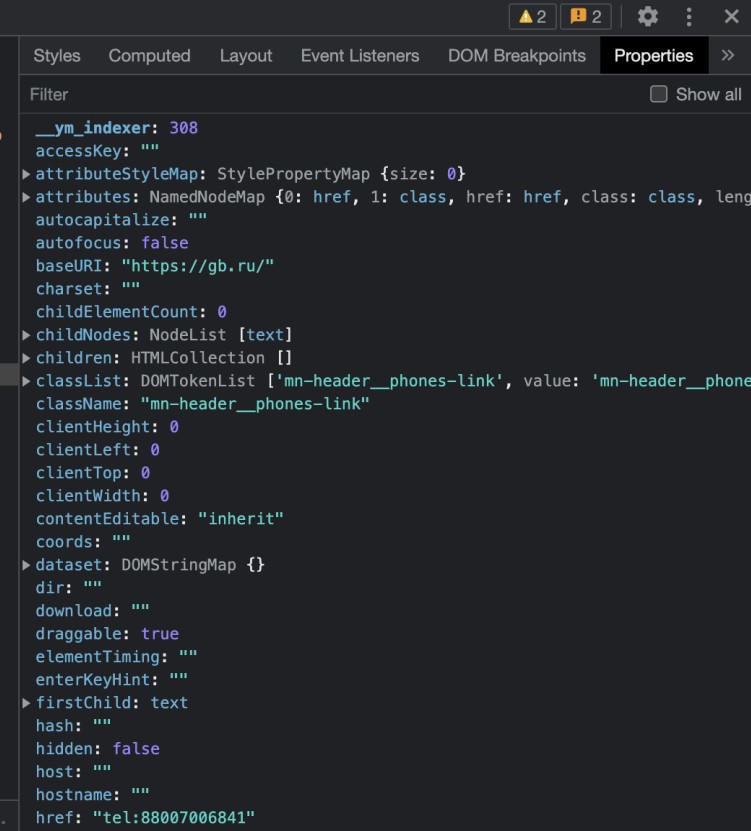 2 2
Styles Computed Layout Event Listeners DOM Breakpoints Properties »
Filter Show all
__ym_indexer: 308
accessKey: ""
attributeStyleMap: StylePropertyMap {size: 0}
attributes: NamedNodeMap {0: href, 1: class, href: href, class: class, leng
autocapitalize: ""
autofocus: false
baseURI: "https://gb.ru/"
charset: ""
childElementCount: 0
childNodes: NodeList [text]
children: HTMLCollection []
classList: DOMTokenList ['mn-header__phones-link', value: 'mn-header__phone
className: "mn-header__phones-link"
clientHeight: 0
clientLeft: 0
clientTop: 0
clientWidth: 0
contentEditable: "inherit"
coords: ""
dataset: DOMStringMap {}
dir: ""
download: ""
draggable: true
elementTiming: ""
enterKeyHint: ""
firstChild: text
hash: ""
hidden: false
host: ""
hostname: ""
href: "tel:88007006841"